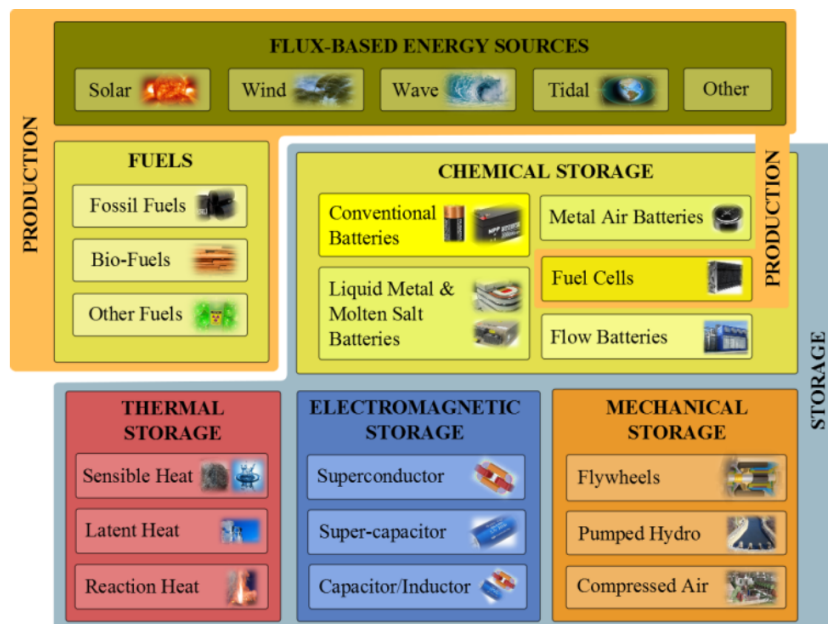 FLUX-BASED ENERGY SOURCES
Solar
Wind
Wave
Tidal
Other
PRODUCTION
FUELS
Fossil Fuels
Bio-Fuels
Other Fuels
CHEMICAL STORAGE
Conventional
Batteries
Metal Air Batteries
Liquid Metal &
Molten Salt
Batteries
Fuel Cells
Flow Batteries
PRODUCTION
STORAGE
THERMAL
STORAGE
Sensible Heat
Latent Heat
Reaction Heat
ELECTROMAGNETIC
STORAGE
Superconductor
Super-capacitor
Capacitor/Inductor
MECHANICAL
STORAGE
Flywheels
Pumped Hydro
Compressed Air